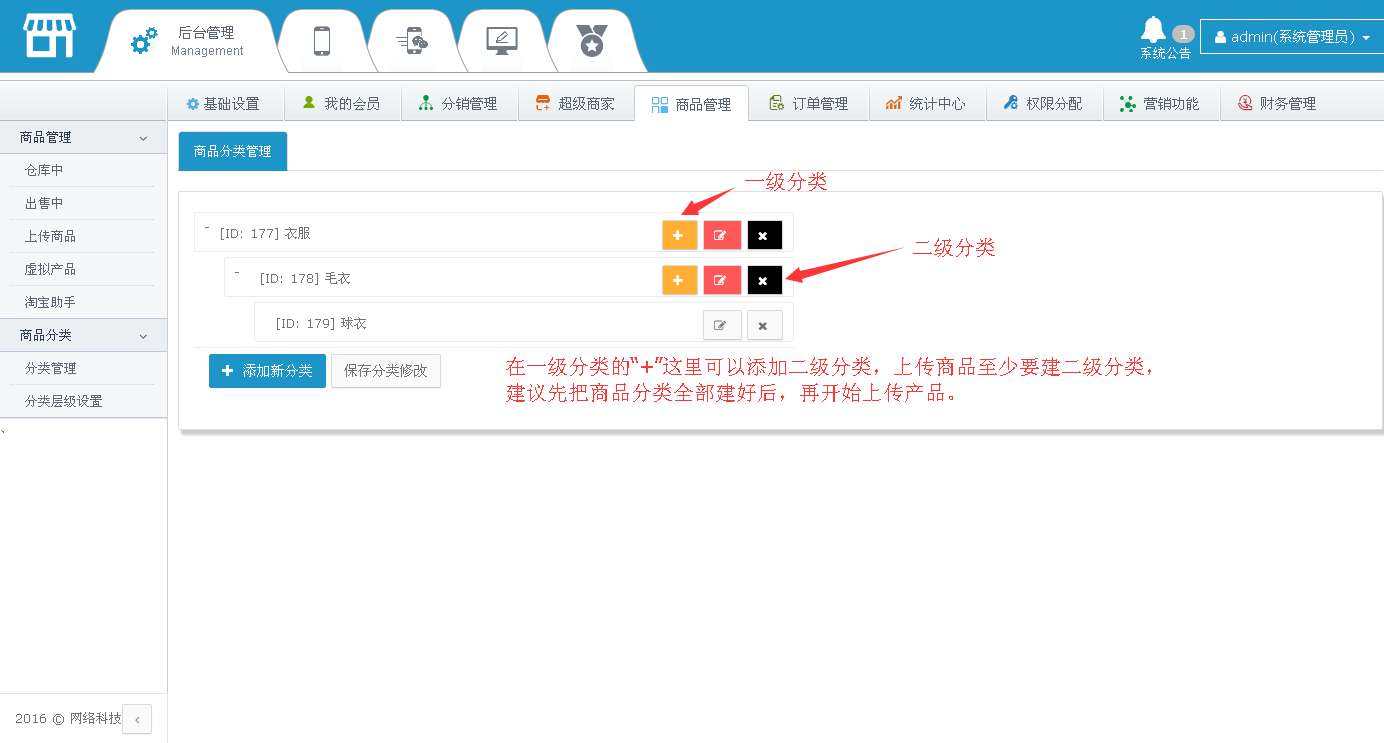 后台管理
Management
1
系统公告
admin(系统管理员)
基础设置
我的会员
分销管理
超级商家
商品管理
订单管理
统计中心
权限分配
营销功能
财务管理
商品管理
仓库中
出售中
上传商品
虚拟产品
淘宝助手
商品分类
分类管理
分类层级设置
、
2016 © 网络科技
商品分类管理
一级分类
- [ID: 177] 衣服
二级分类
- [ID: 178] 毛衣
[ID: 179] 球衣
添加新分类
保存分类修改
在一级分类的“+”这里可以添加二级分类，上传商品至少要建二级分类，
建议先把商品分类全部建好后，再开始上传产品。